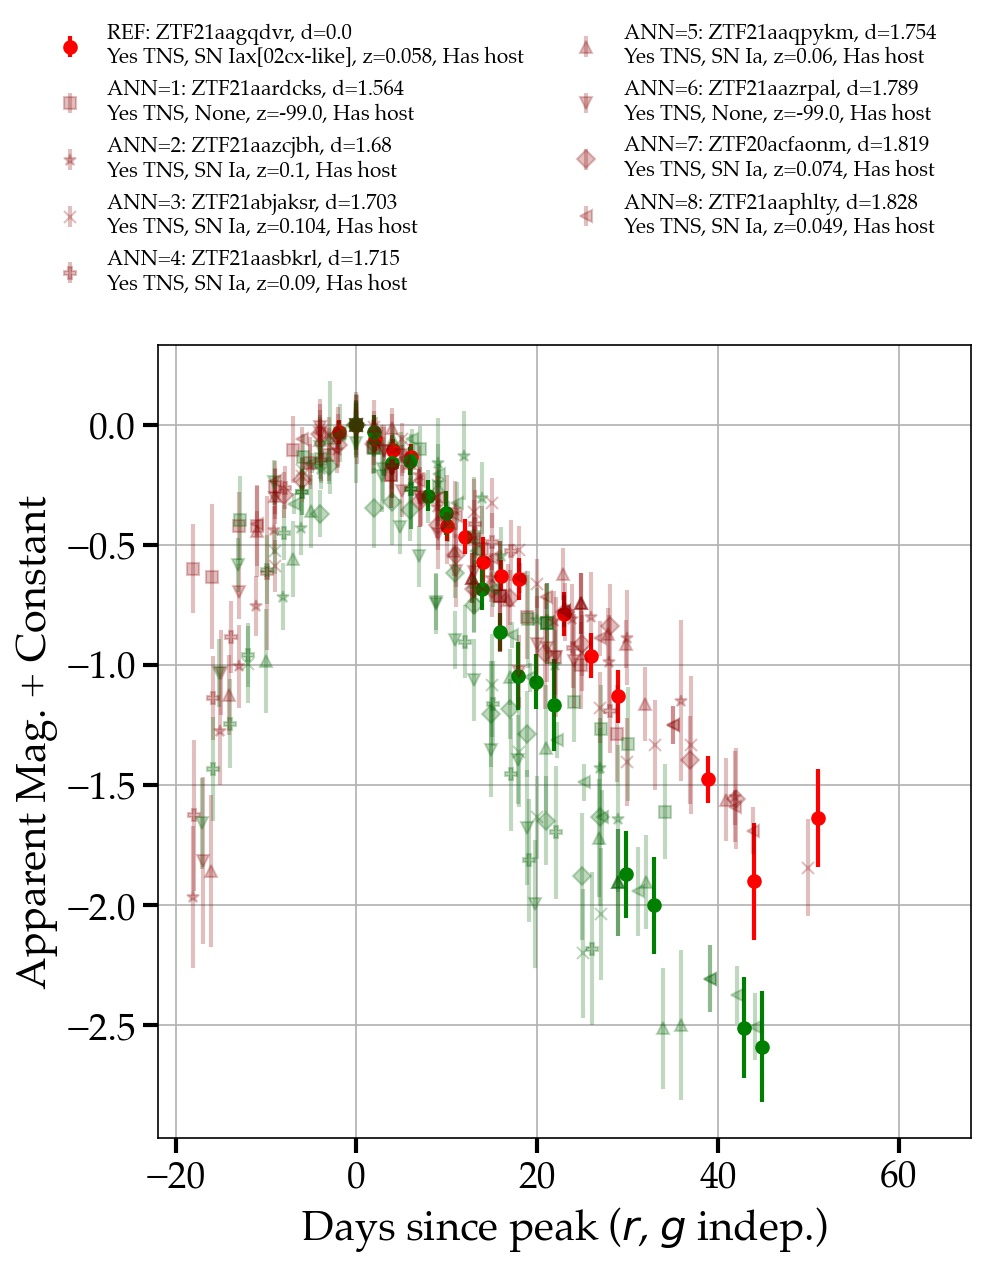 REF: ZTF21aagqdvr, d=0.0
Yes TNS, SN Iax[02cx-like], z=0.058, Has host
ANN=1: ZTF21aardcks, d=1.564
Yes TNS, None, z=-99.0, Has host
ANN=2: ZTF21aazcjbh, d=1.68
Yes TNS, SN Ia, z=0.1, Has host
ANN=3: ZTF21abjaksr, d=1.703
Yes TNS, SN Ia, z=0.104, Has host
ANN=4: ZTF21aasbkrl, d=1.715
Yes TNS, SN Ia, z=0.09, Has host
ANN=5: ZTF21aaqpykm, d=1.754
Yes TNS, SN Ia, z=0.06, Has host
ANN=6: ZTF21aazrpal, d=1.789
Yes TNS, None, z=-99.0, Has host
ANN=7: ZTF20acfaonm, d=1.819
Yes TNS, SN Ia, z=0.074, Has host
ANN=8: ZTF21aaphlty, d=1.828
Yes TNS, SN Ia, z=0.049, Has host
Apparent Mag. + Constant
0.0
−0.5
−1.0
−1.5
−2.0
−2.5
−20
0
20
40
60
Days since peak (r, g indep.)